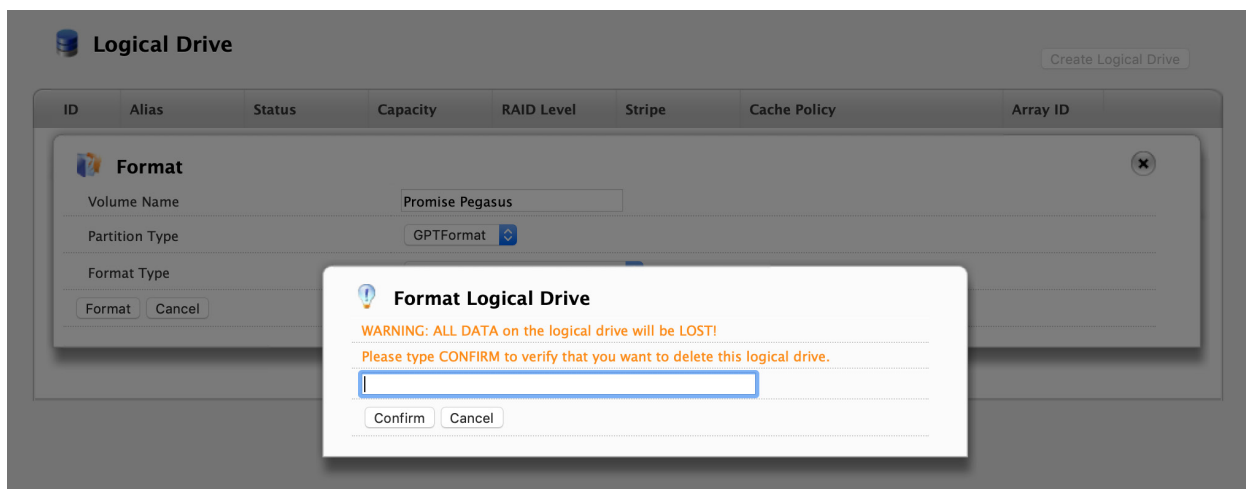 Logical Drive
Create Logical Drive
ID Alias Status Capacity RAID Level Stripe Cache Policy Array ID
Format
Volume Name Promise Pegasus
Partition Type GPTFormat
Format Type
Format Cancel
Format Logical Drive
WARNING: ALL DATA on the logical drive will be LOST!
Please type CONFIRM to verify that you want to delete this logical drive.
Confirm Cancel